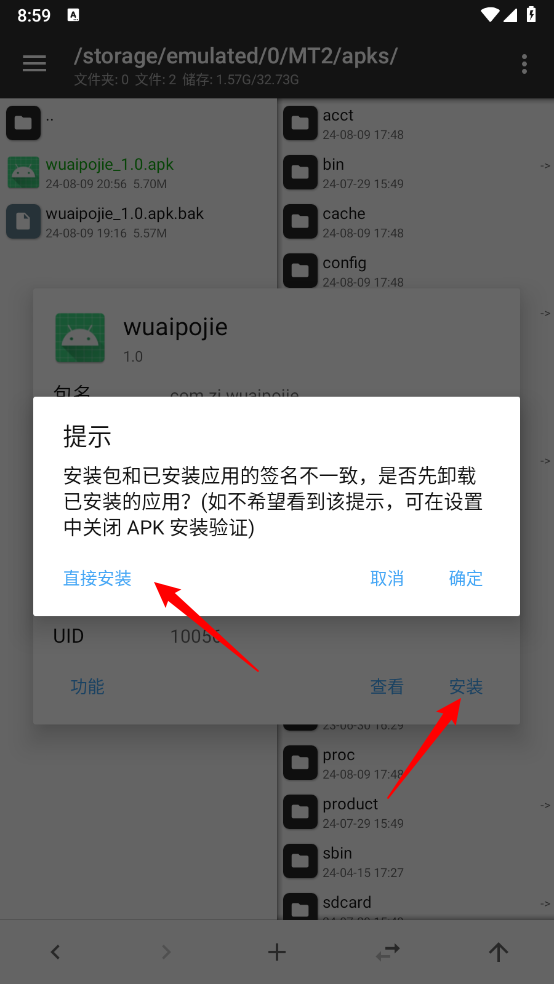 8:59
A
/storage/emulated/0/MT2/apks/
文件夹: 0 文件: 2 储存: 1.57G/32.73G
..
wuaipojie_1.0.apk
24-08-09 20:56 5.70M
wuaipojie_1.0.apk.bak
24-08-09 19:16 5.57M
acct
24-08-09 17:48
bin
24-07-29 15:49
->
cache
24-08-09 17:48
config
24-08-09 17:48
->
wuaipojie
1.0
包名
com.zj.wuaipojie
提示
安装包和已安装应用的签名不一致，是否先卸载
已安装的应用？(如不希望看到该提示，可在设置
中关闭 APK 安装验证)
->
直接安装
取消
确定
UID
10056
功能
查看
安装
proc
24-08-09 17:48
product
24-07-29 15:49
->
sbin
24-04-15 17:27
sdcard
->